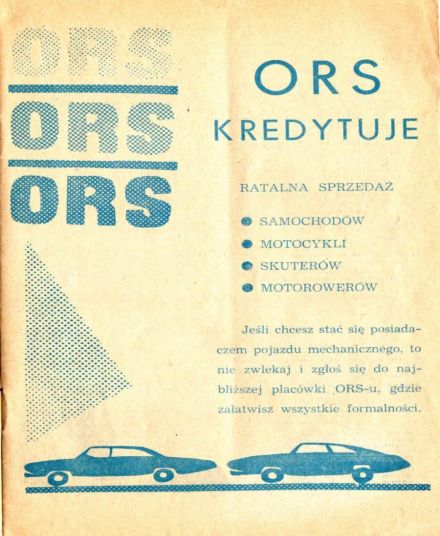 ORS
ORS
ORS
ORS
KREDYTUJE
RATALNA SPRZEDAŻ
SAMOCHODÓW
MOTOCYKLI
SKUTERÓW
MOTOROWERÓW
Jeśli chcesz stać się posiada-
czem pojazdu mechanicznego, to
nie zwlekaj i zgłoś się do naj-
bliższej placówki ORS-u, gdzie
załatwisz wszystkie formalności.